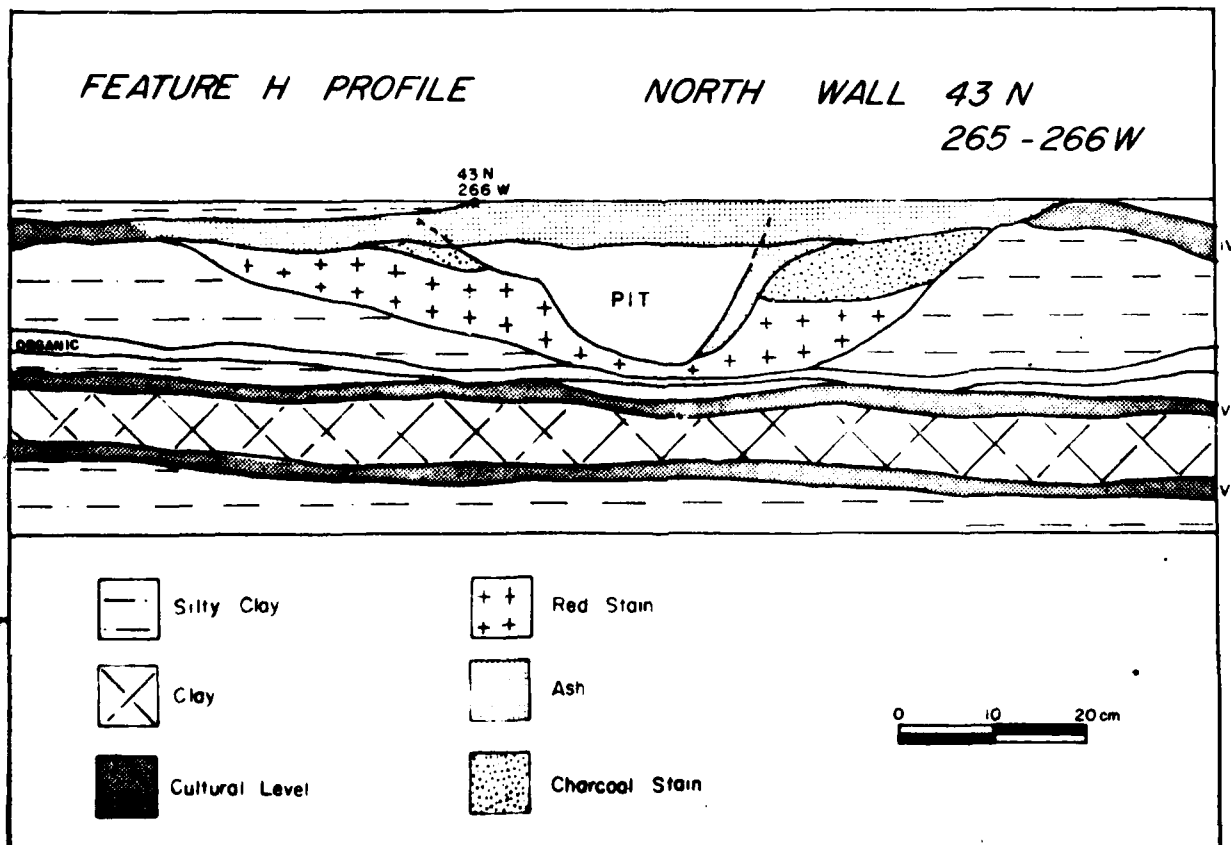 FEATURE H PROFILE
NORTH WALL 43 N
265 - 266 W
43 N
266 W
IV
PIT
ORGANIC
V
V
Silty Clay
Red Stain
Clay
Ash
Cultural Level
Charcoal Stain
0 10 20 cm